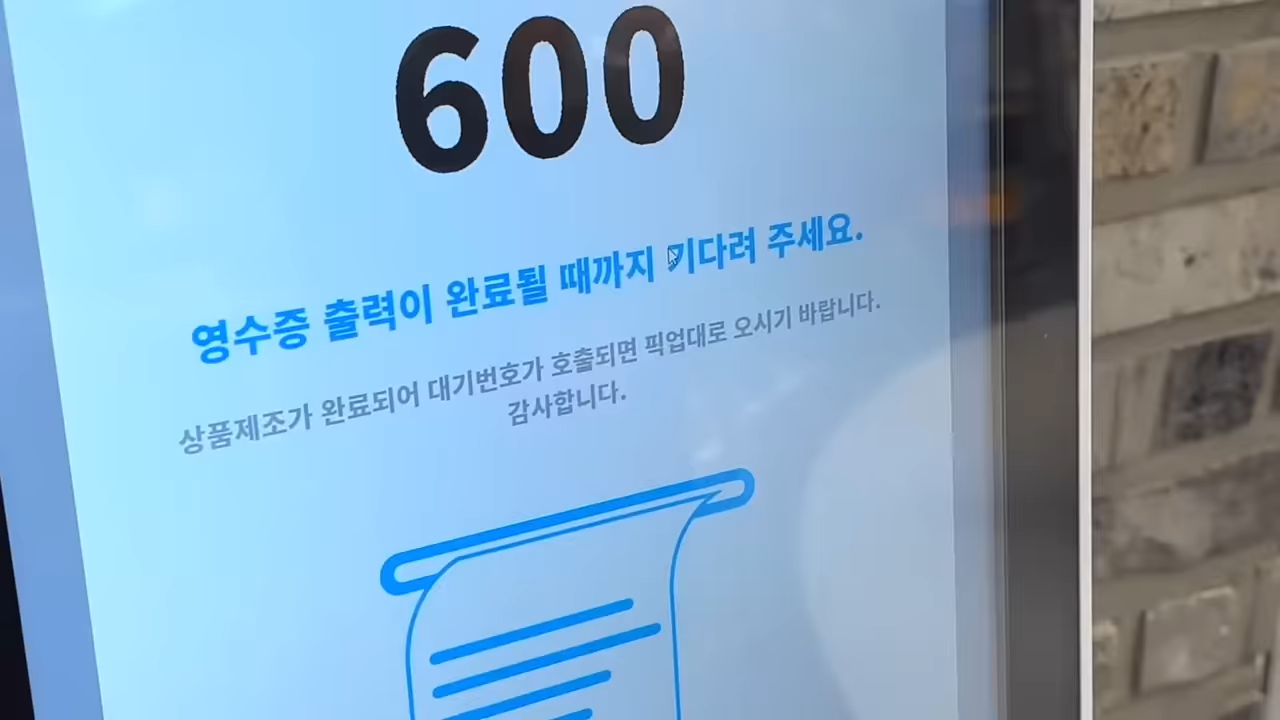 600
영수증 출력이 완료될 때까지 기다려 주세요.
상품제조가 완료되어 대기번호가 호출되면 픽업대로 오시기 바랍니다.
감사합니다.